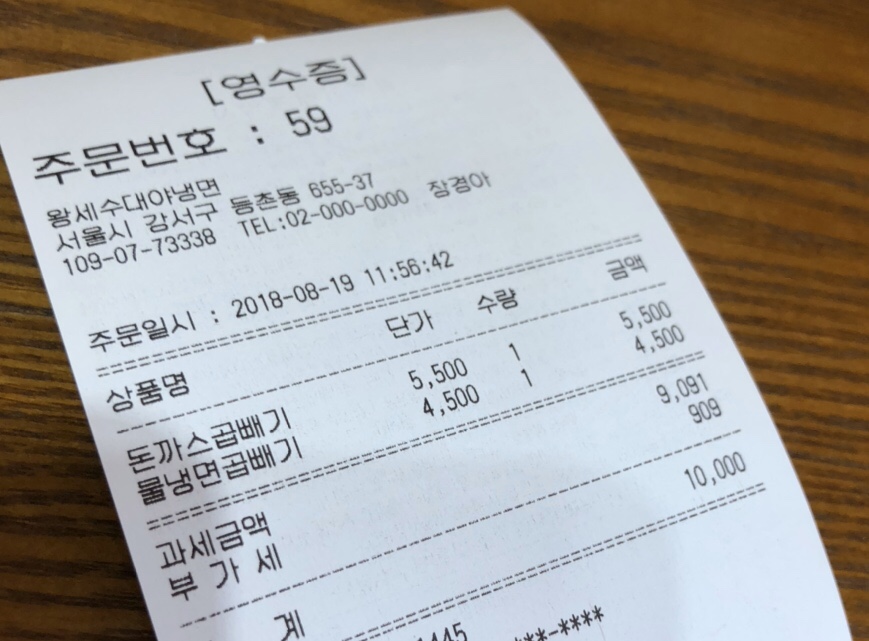 [영수증]
주문번호 : 59
왕세수대야냉면
서울시 강서구 등촌동 655-37
109-07-73338 TEL:02-000-0000 장경아
주문일시 : 2018-08-19 11:56:42
상품명 단가 수량 금액
돈까스곱빼기 5,500 1 5,500
물냉면곱빼기 4,500 1 4,500
과세금액 9,091
부 가 세 909
계 10,000